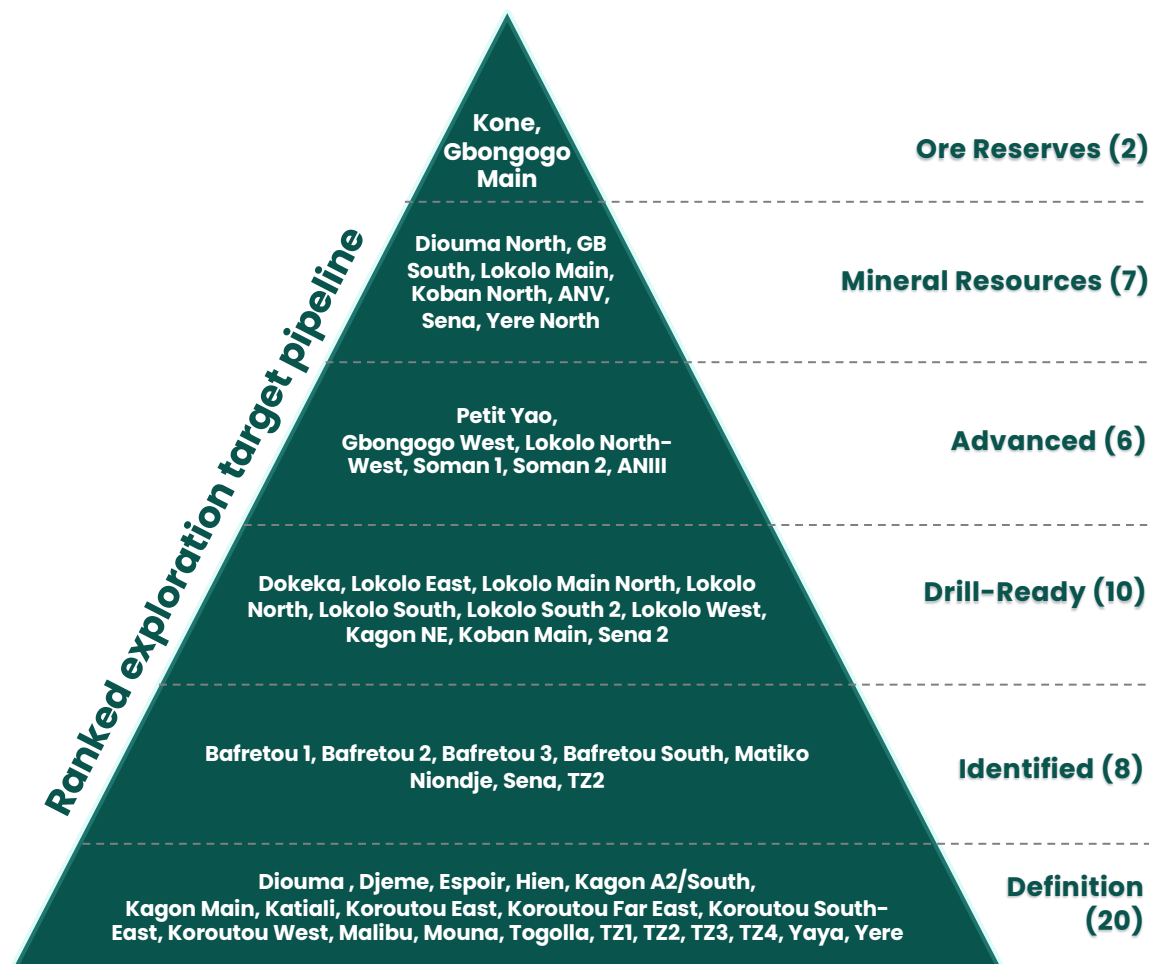 Ranked exploration target pipeline
Kone,
Gbongogo
Main
Ore Reserves (2)
Diouma North, GB
South, Lokolo Main,
Koban North, ANV,
Sena, Yere North
Mineral Resources (7)
Petit Yao,
Gbongogo West, Lokolo North-
West, Soman 1, Soman 2, ANIII
Advanced (6)
Dokeka, Lokolo East, Lokolo Main North, Lokolo
North, Lokolo South, Lokolo South 2, Lokolo West,
Kagon NE, Koban Main, Sena 2
Drill-Ready (10)
Bafretou 1, Bafretou 2, Bafretou 3, Bafretou South, Matiko
Niondje, Sena, TZ2
Identified (8)
Diouma , Djeme, Espoir, Hien, Kagon A2/South,
Kagon Main, Katiali, Koroutou East, Koroutou Far East, Koroutou South-
East, Koroutou West, Malibu, Mouna, Togolla, TZ1, TZ2, TZ3, TZ4, Yaya, Yere
Definition
(20)